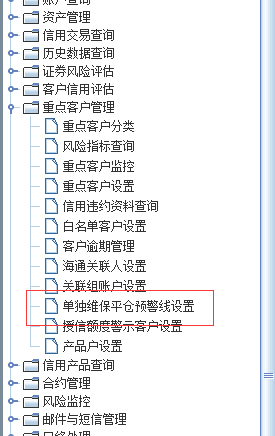 账户查询
资产管理
信用交易查询
历史数据查询
证券风险评估
客户信用评估
重点客户管理
重点客户分类
风险指标查询
重点客户监控
重点客户设置
信用违约资料查询
白名单客户设置
客户逾期管理
海通关联人设置
关联组账户设置
单独维保平仓预警线设置
授信额度警示客户设置
产品户设置
信用产品查询
合约管理
风险监控
邮件与短信管理